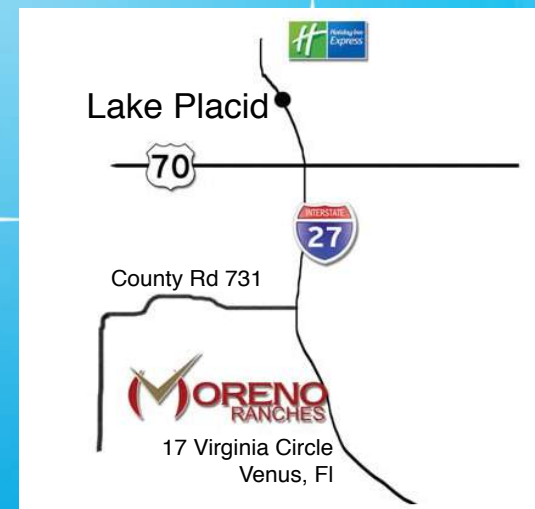 Holiday Inn
Express
Lake Placid
70
INTERSTATE
27
County Rd 731
MORENO
RANCHES
17 Virginia Circle
Venus, Fl